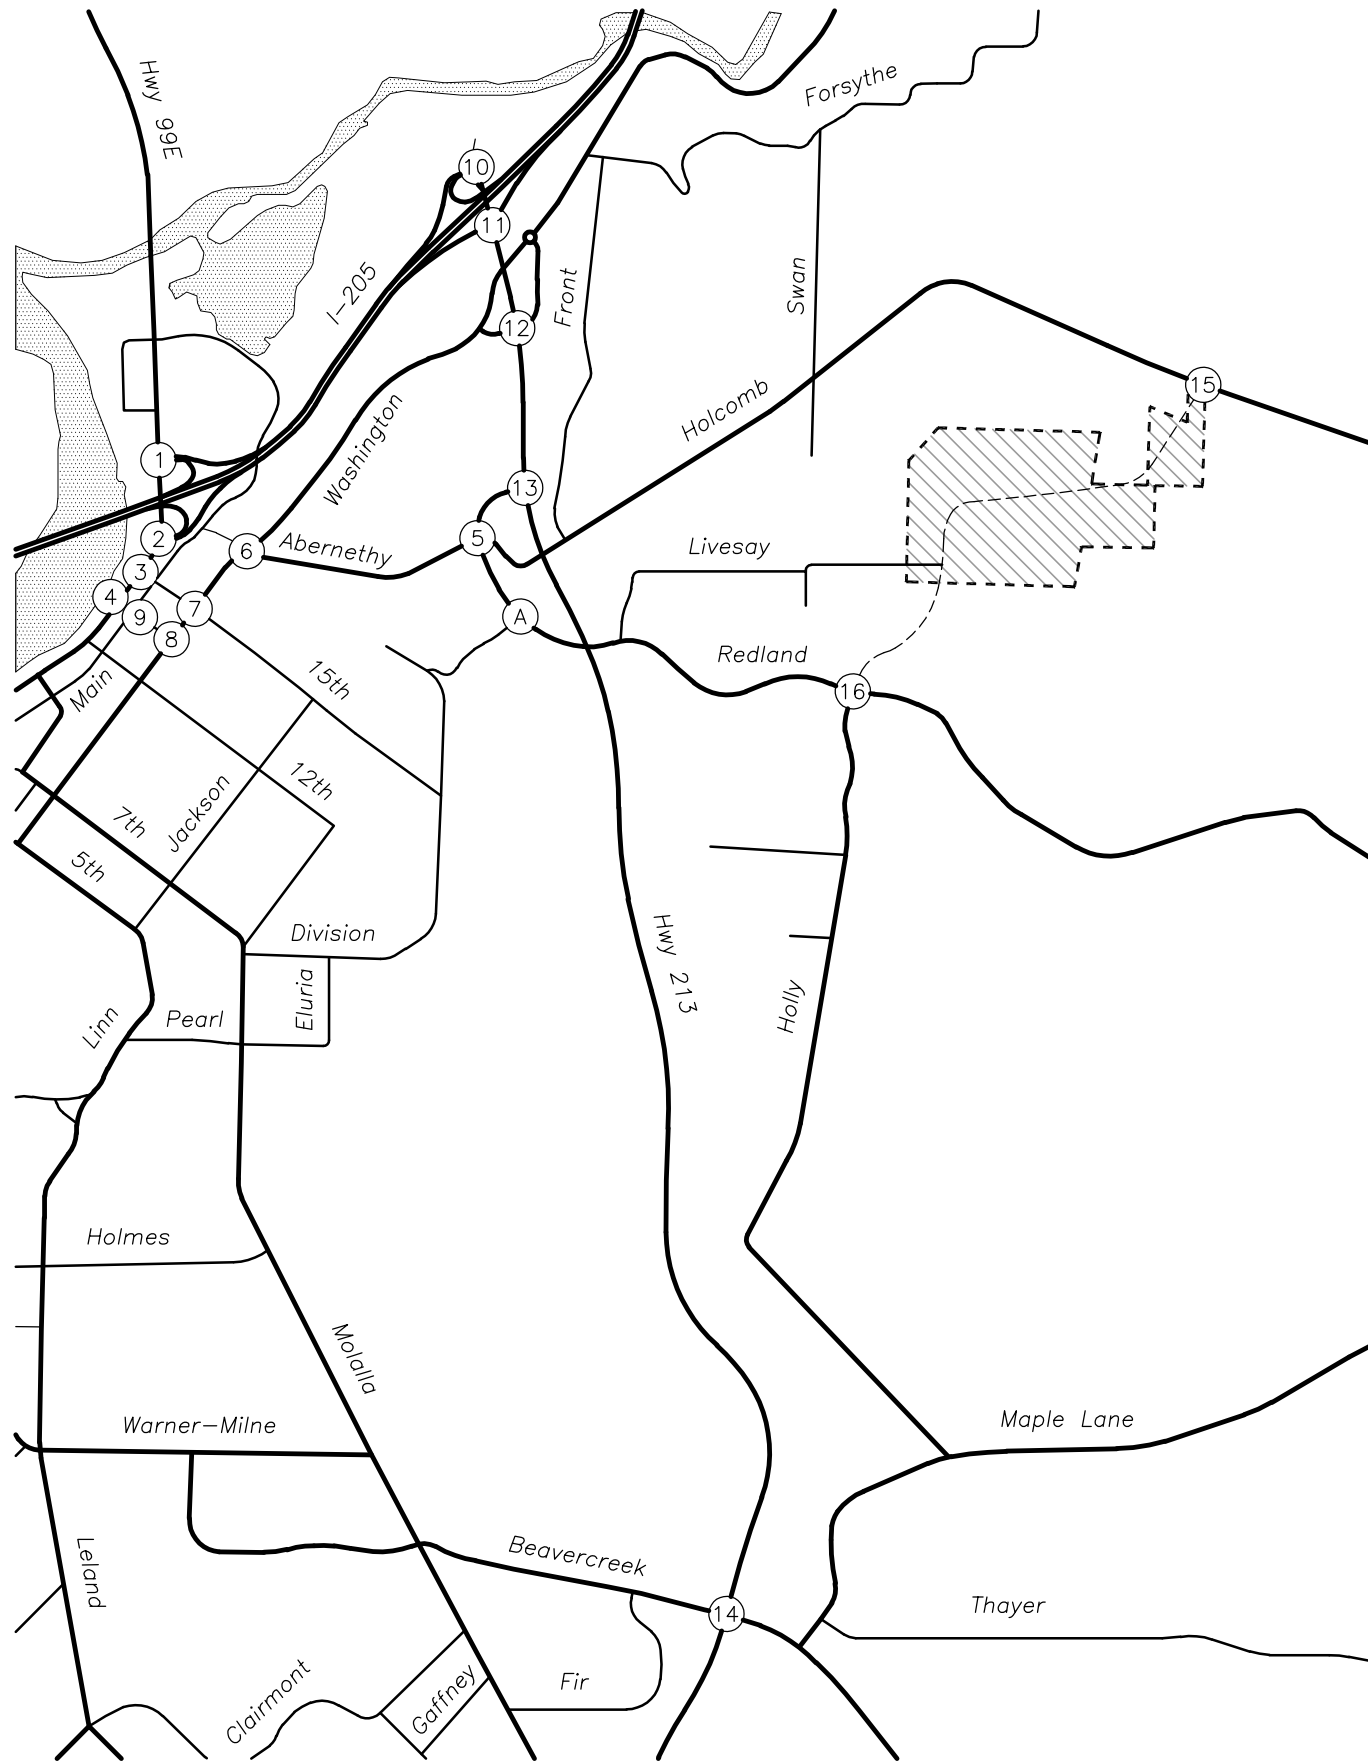 Hwy 99E
Forsythe
10
11
I-205
Front
Swan
12
15
Holcomb
Washington
1
13
2
5
6
Abernethy
Livesay
3
4
9
7
8
A
Redland
16
15th
Main
12th
Jackson
7th
5th
Division
Hwy 213
Eluria
Holly
Pearl
Linn
Holmes
Molalla
Warner-Milne
Maple Lane
Beavercreek
Leland
14
Thayer
Fir
Clairmont
Gaffney